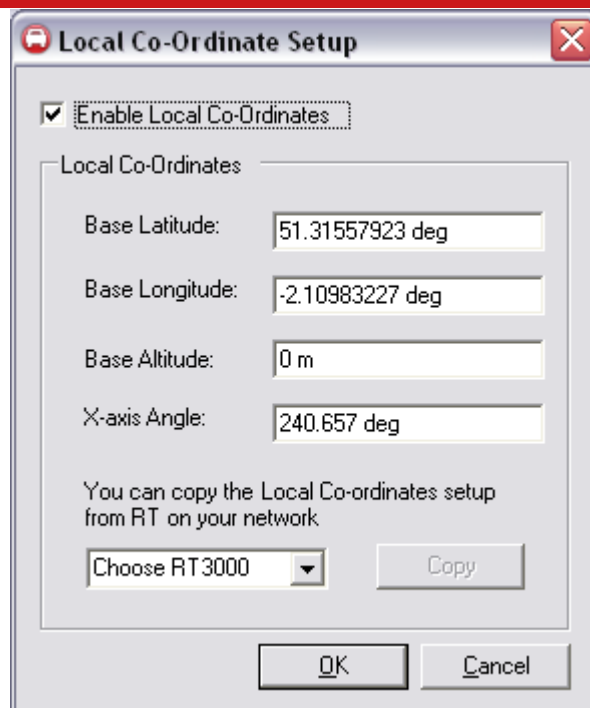 Local Co-Ordinate Setup
Enable Local Co-Ordinates
Local Co-Ordinates
Base Latitude: 51.31557923 deg
Base Longitude: -2.10983227 deg
Base Altitude: 0 m
X-axis Angle: 240.657 deg
You can copy the Local Co-ordinates setup
from RT on your network
Choose RT3000 Copy
OK Cancel